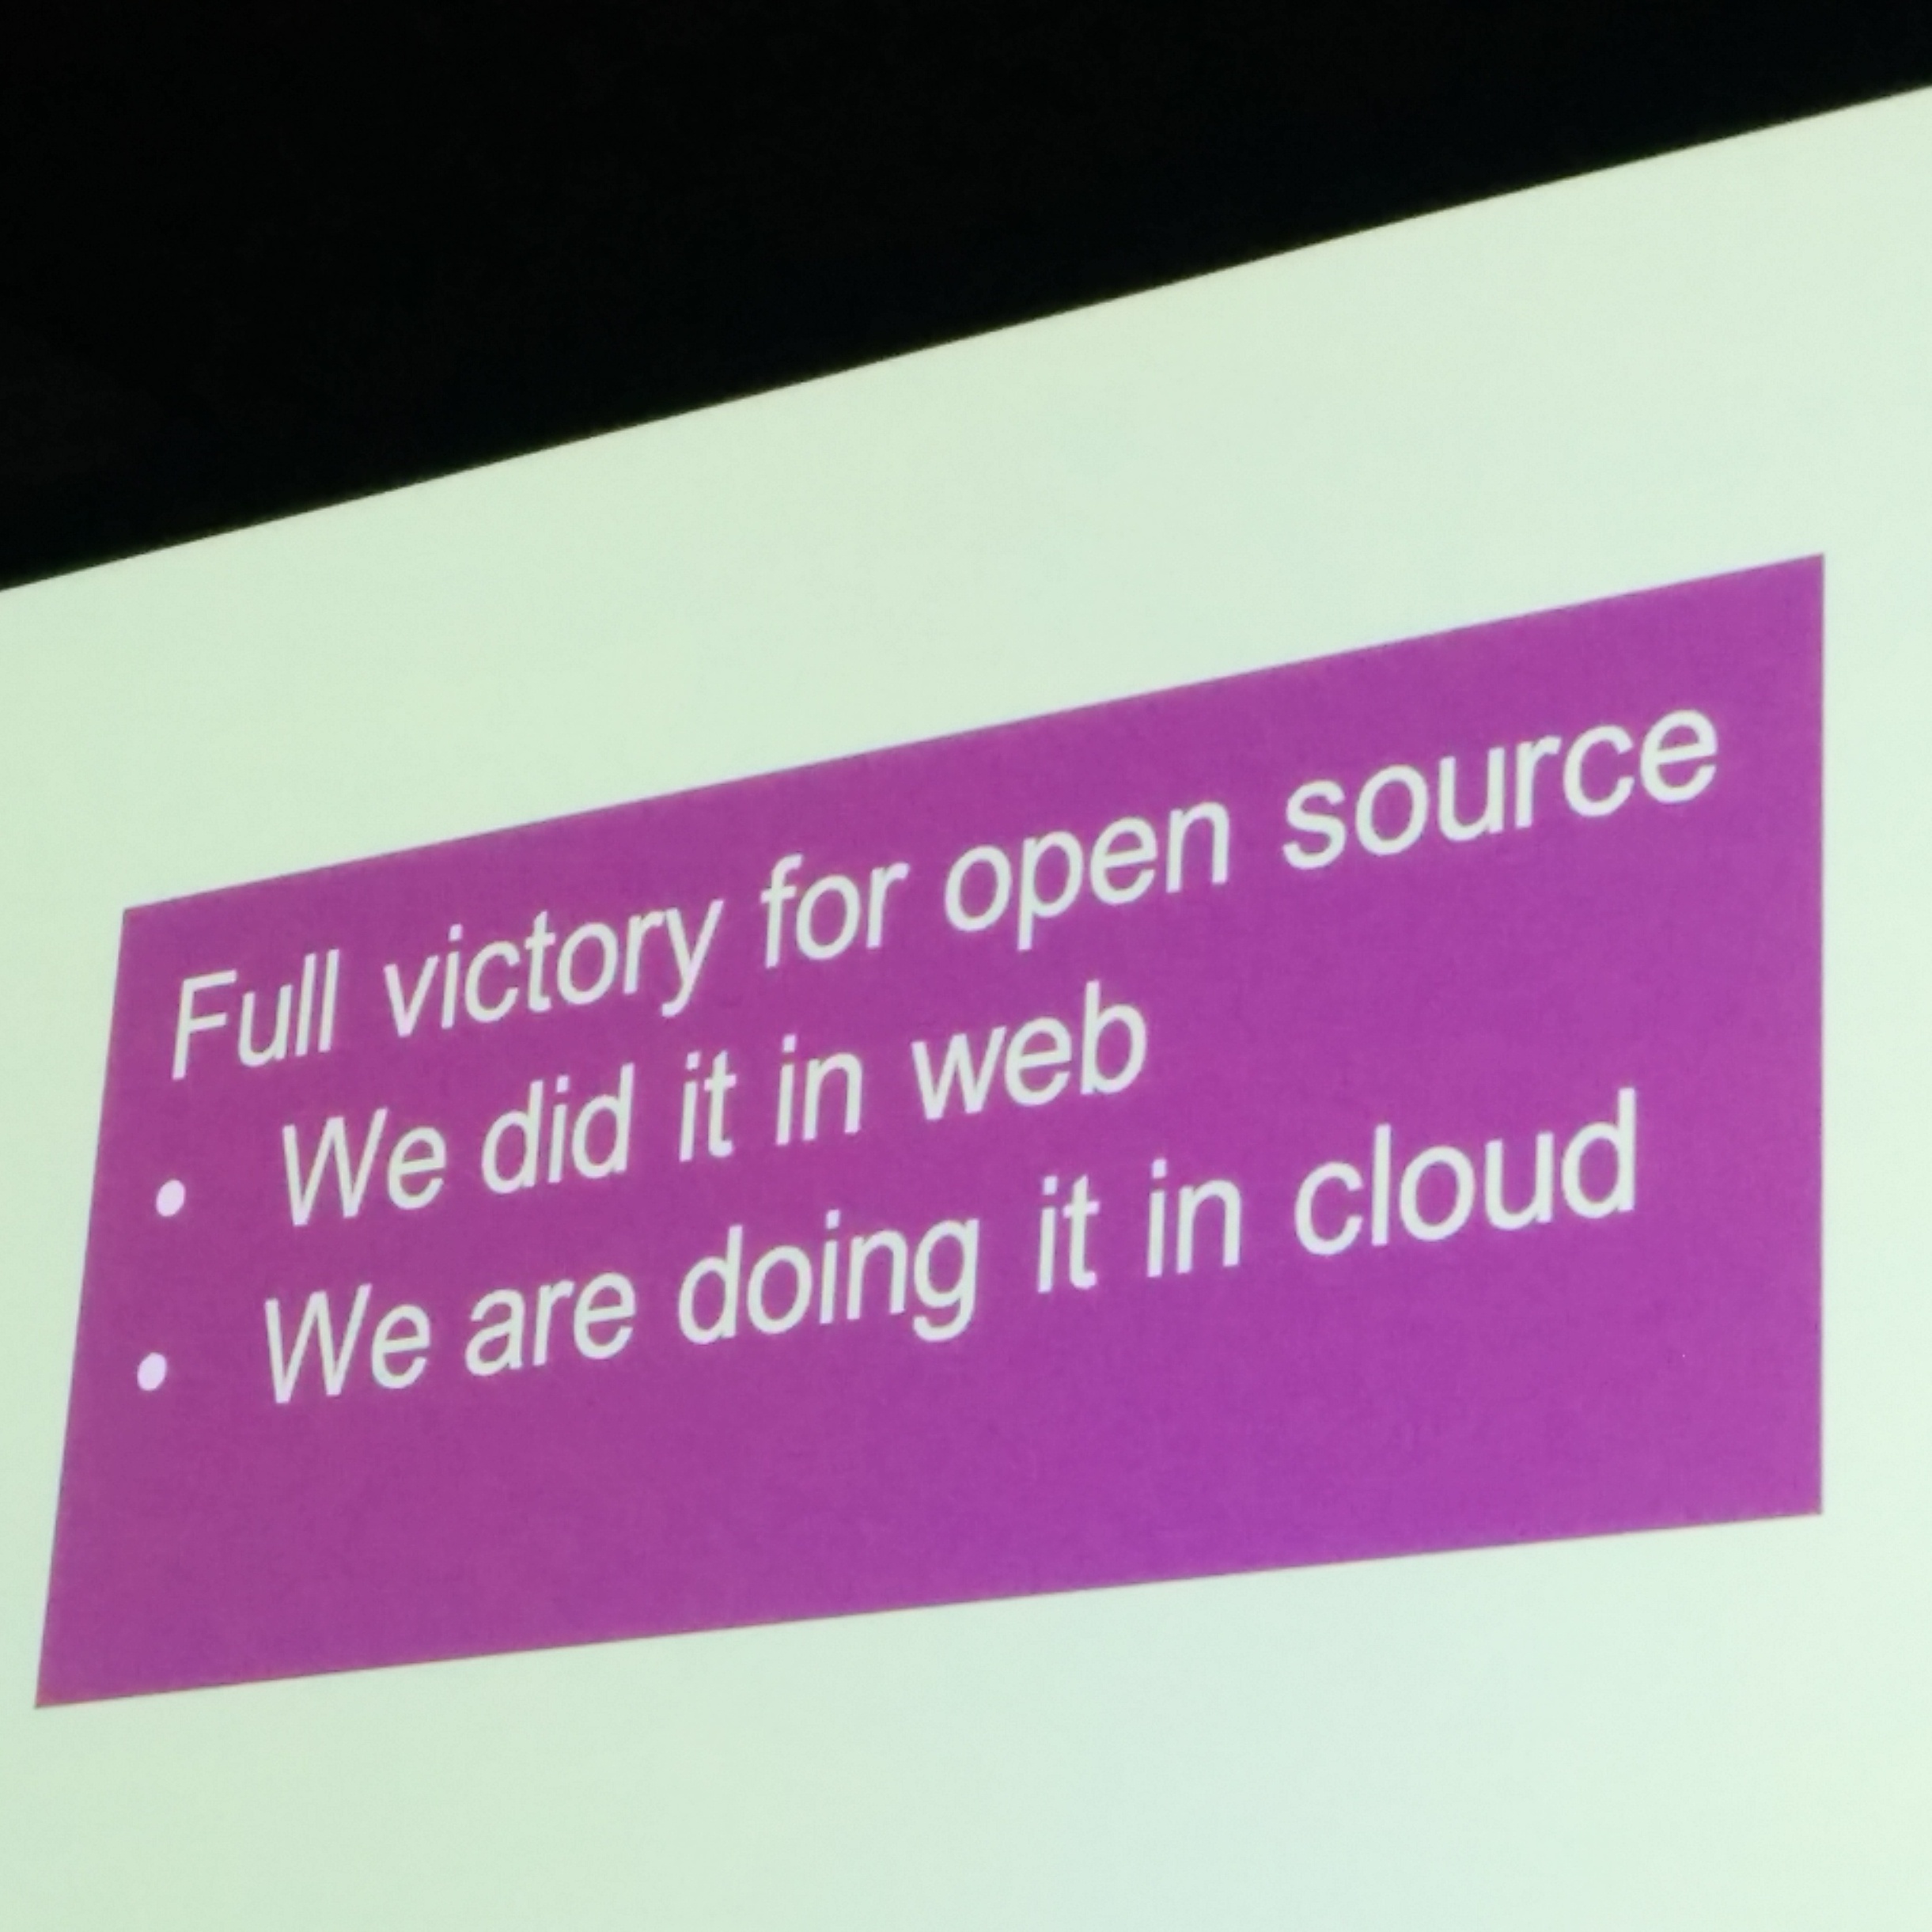 Full victory for open source
• We did it in web
• We are doing it in cloud